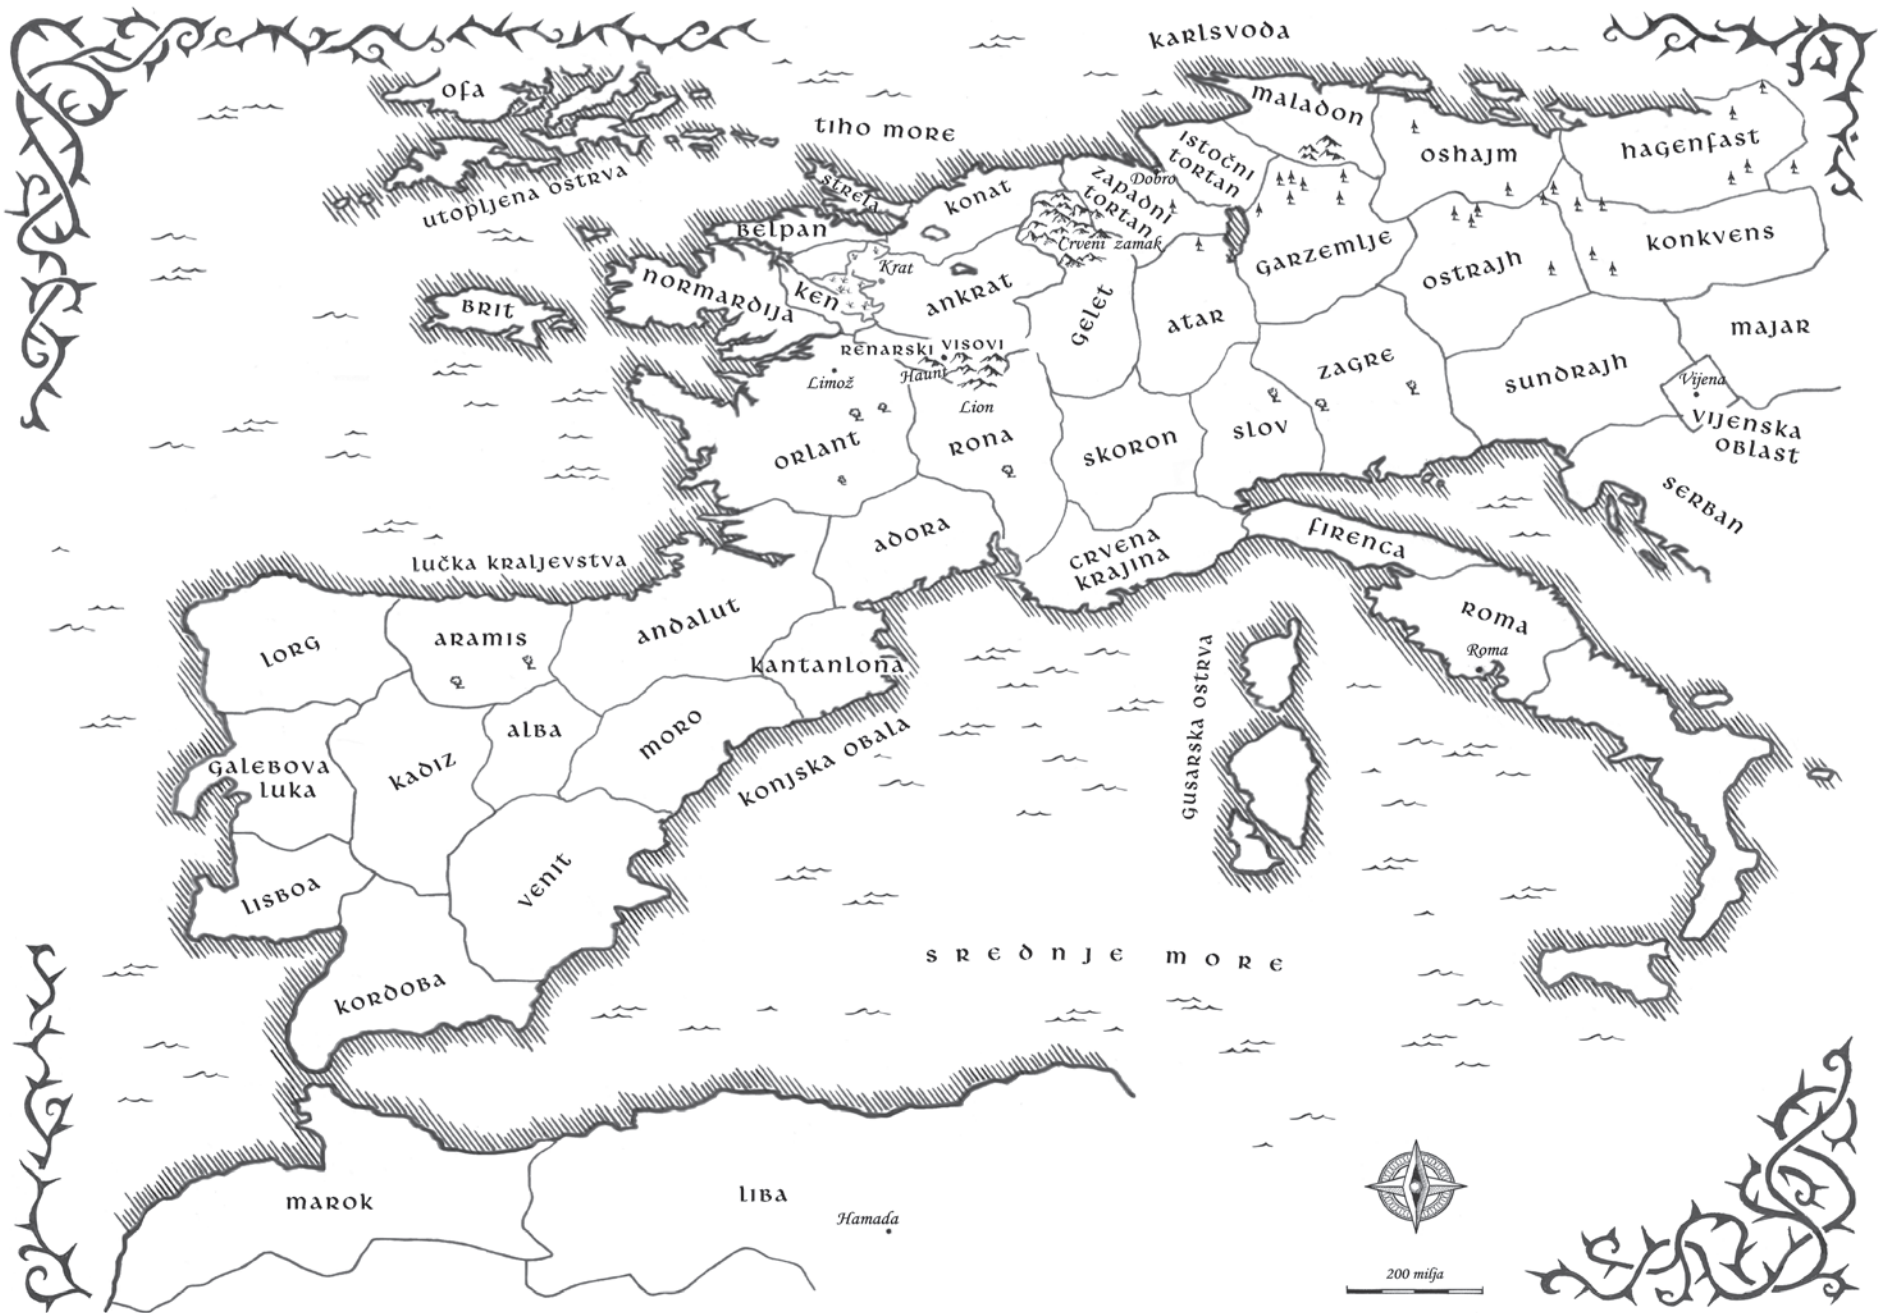 karlsvoda
ofa
maladon
tiho more
istočni
tortan
oshajm
hagenfast
utopljena ostrva
strela
konat
Dobro
zapadni
tortan
Crveni zamak
belpan
garzemlje
ostrajh
konkvens
Krat
normardija
ken
ankrat
gelet
atar
brit
majar
renarski visovi
Haunt
Limož
Lion
zagre
sundrajh
Vijena
vijenska
oblast
orlant
rona
skoron
slov
serban
adora
crvena
krajina
firenca
lučka kraljevstva
lorg
aramis
andalut
kantanlona
roma
Roma
gusarska ostrva
galebova
luka
kadiz
alba
moro
konjska obala
lisboa
venit
srednje more
kordoba
marok
liba
Hamada
200 milja